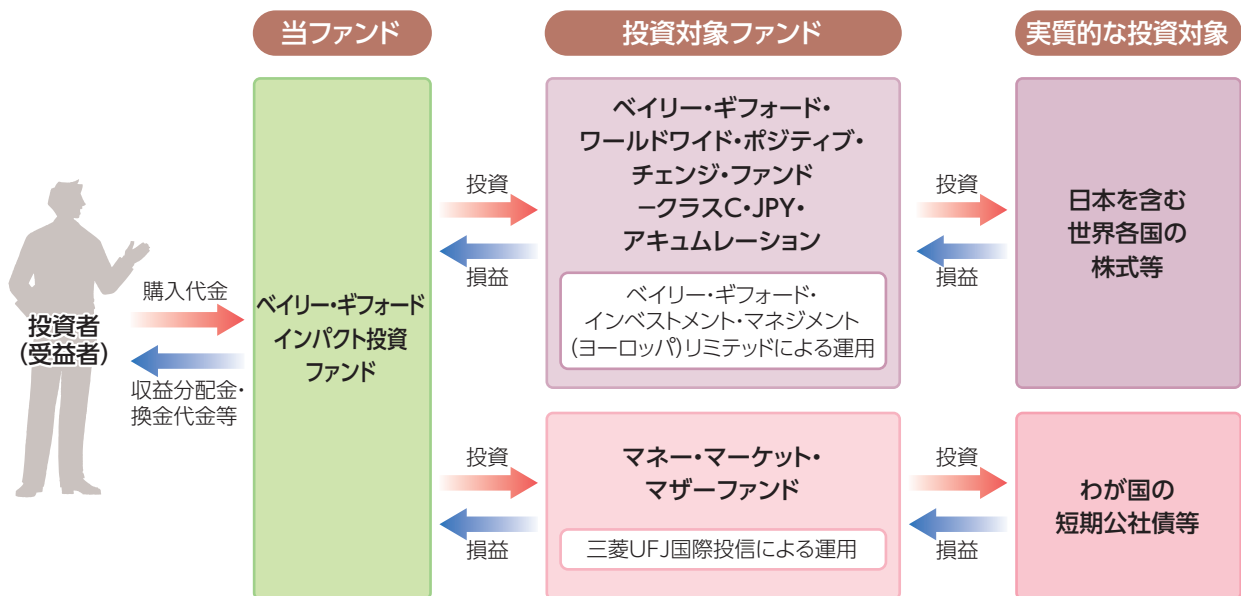 当ファンド
投資対象ファンド
実質的な投資対象
投資者
(受益者)
購入代金
収益分配金・
換金代金等
ベイリー・ギフォード
インパクト投資
ファンド
投資
損益
ベイリー・ギフォード・
ワールドワイド・ポジティブ・
チェンジ・ファンド
ークラスC・JPY・
アキュムレーション
ベイリー・ギフォード・
インベストメント・マネジメント
(ヨーロッパ)リミテッドによる運用
投資
損益
日本を含む
世界各国の
株式等
投資
損益
マネー・マーケット・
マザーファンド
三菱UFJ国際投信による運用
投資
損益
わが国の
短期公社債等